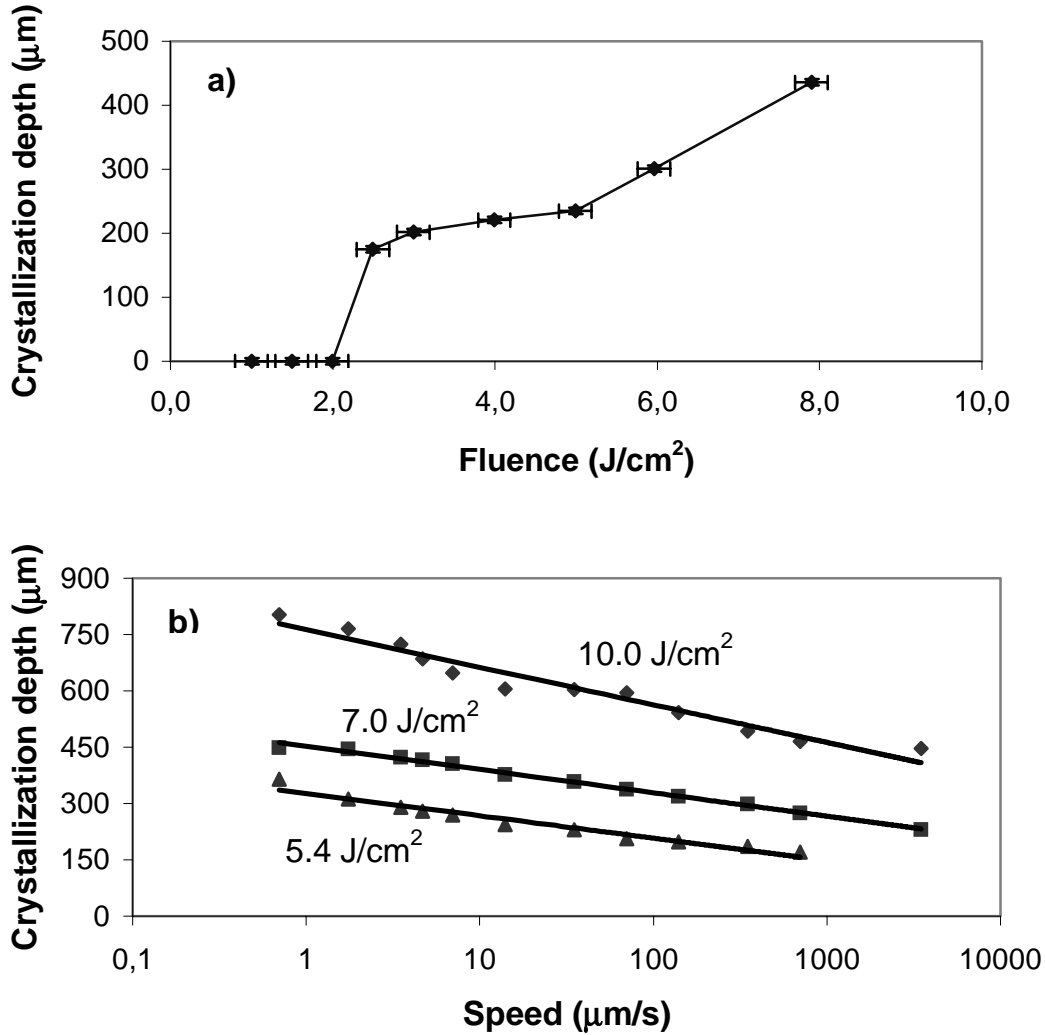 a)
Crystallization depth (μm)
500
400
300
200
100
0
0,0 2,0 4,0 6,0 8,0 10,0
Fluence (J/cm²)
b)
Crystallization depth (μm)
900
750
600
450
300
150
0
10.0 J/cm²
7.0 J/cm²
5.4 J/cm²
0,1 1 10 100 1000 10000
Speed (μm/s)